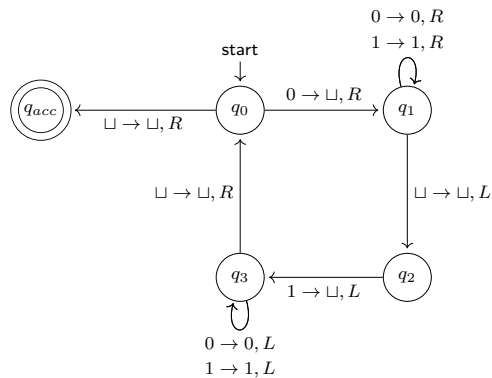 0 → 0, R
1 → 1, R
start
q_acc
q_0
0 → ⊔, R
q_1
⊔ → ⊔, R
⊔ → ⊔, R
⊔ → ⊔, L
q_3
1 → ⊔, L
q_2
0 → 0, L
1 → 1, L